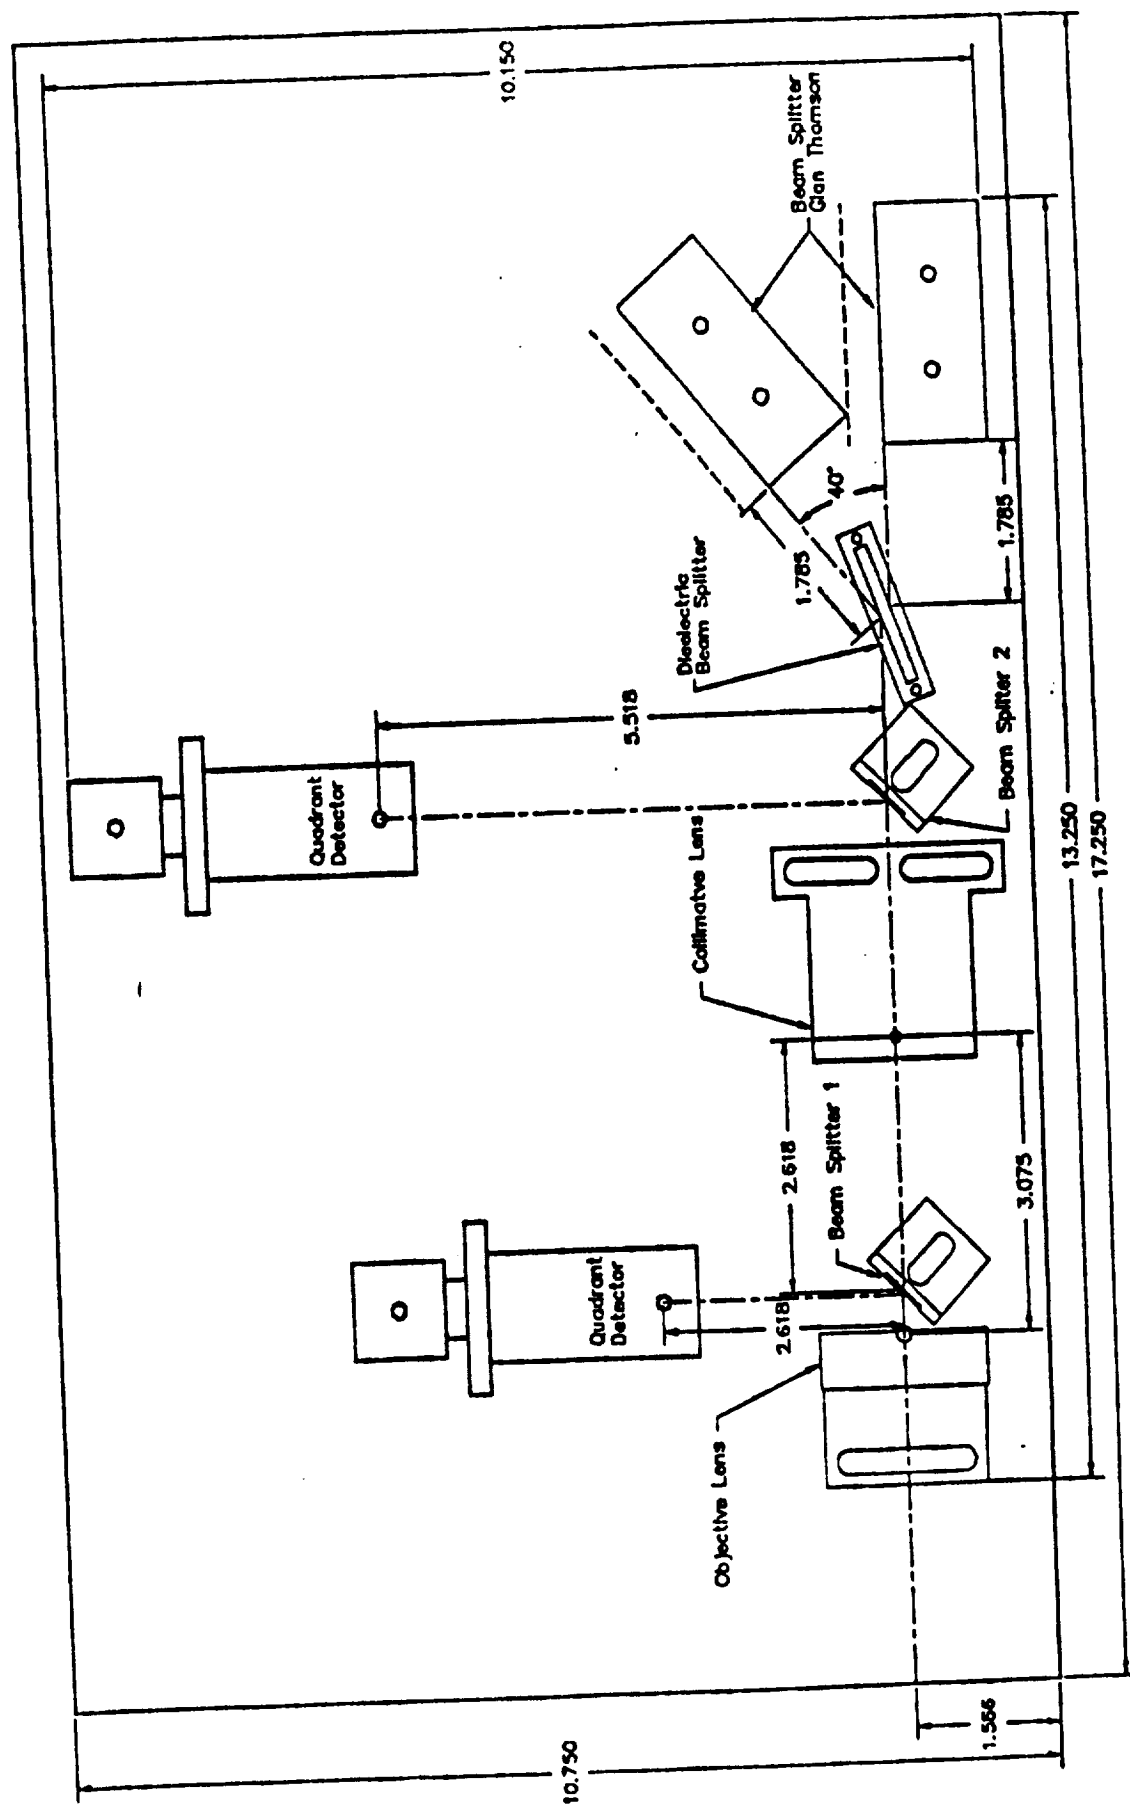 10.150
Beam Splitter
Glan Thomson
40°
1.785
1.785
Dielectric
Beam Splitter
5.518
Beam Splitter 2
Quadrant
Detector
Collimatve Lens
13.250
17.250
2.618
Beam Splitter 1
3.075
Quadrant
Detector
2.618
Objective Lens
1.566
10.750